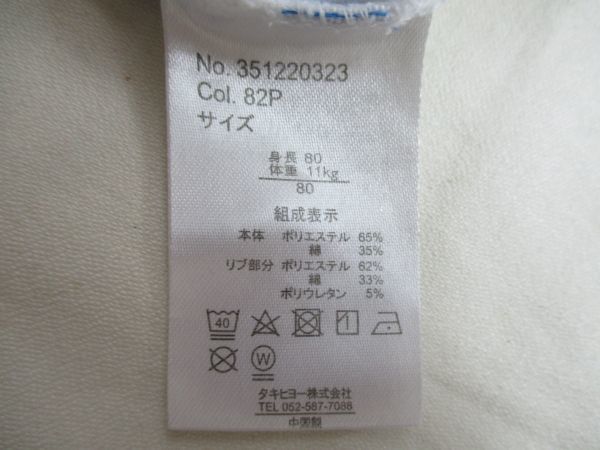 No. 351220323
Col. 82P
サイズ
身長 80
体重 11kg
80
組成表示
本体 ポリエステル 65%
綿 35%
リブ部分 ポリエステル 62%
綿 33%
ポリウレタン 5%
40
W
タキヒヨー株式会社
TEL 052-587-7088
中国製